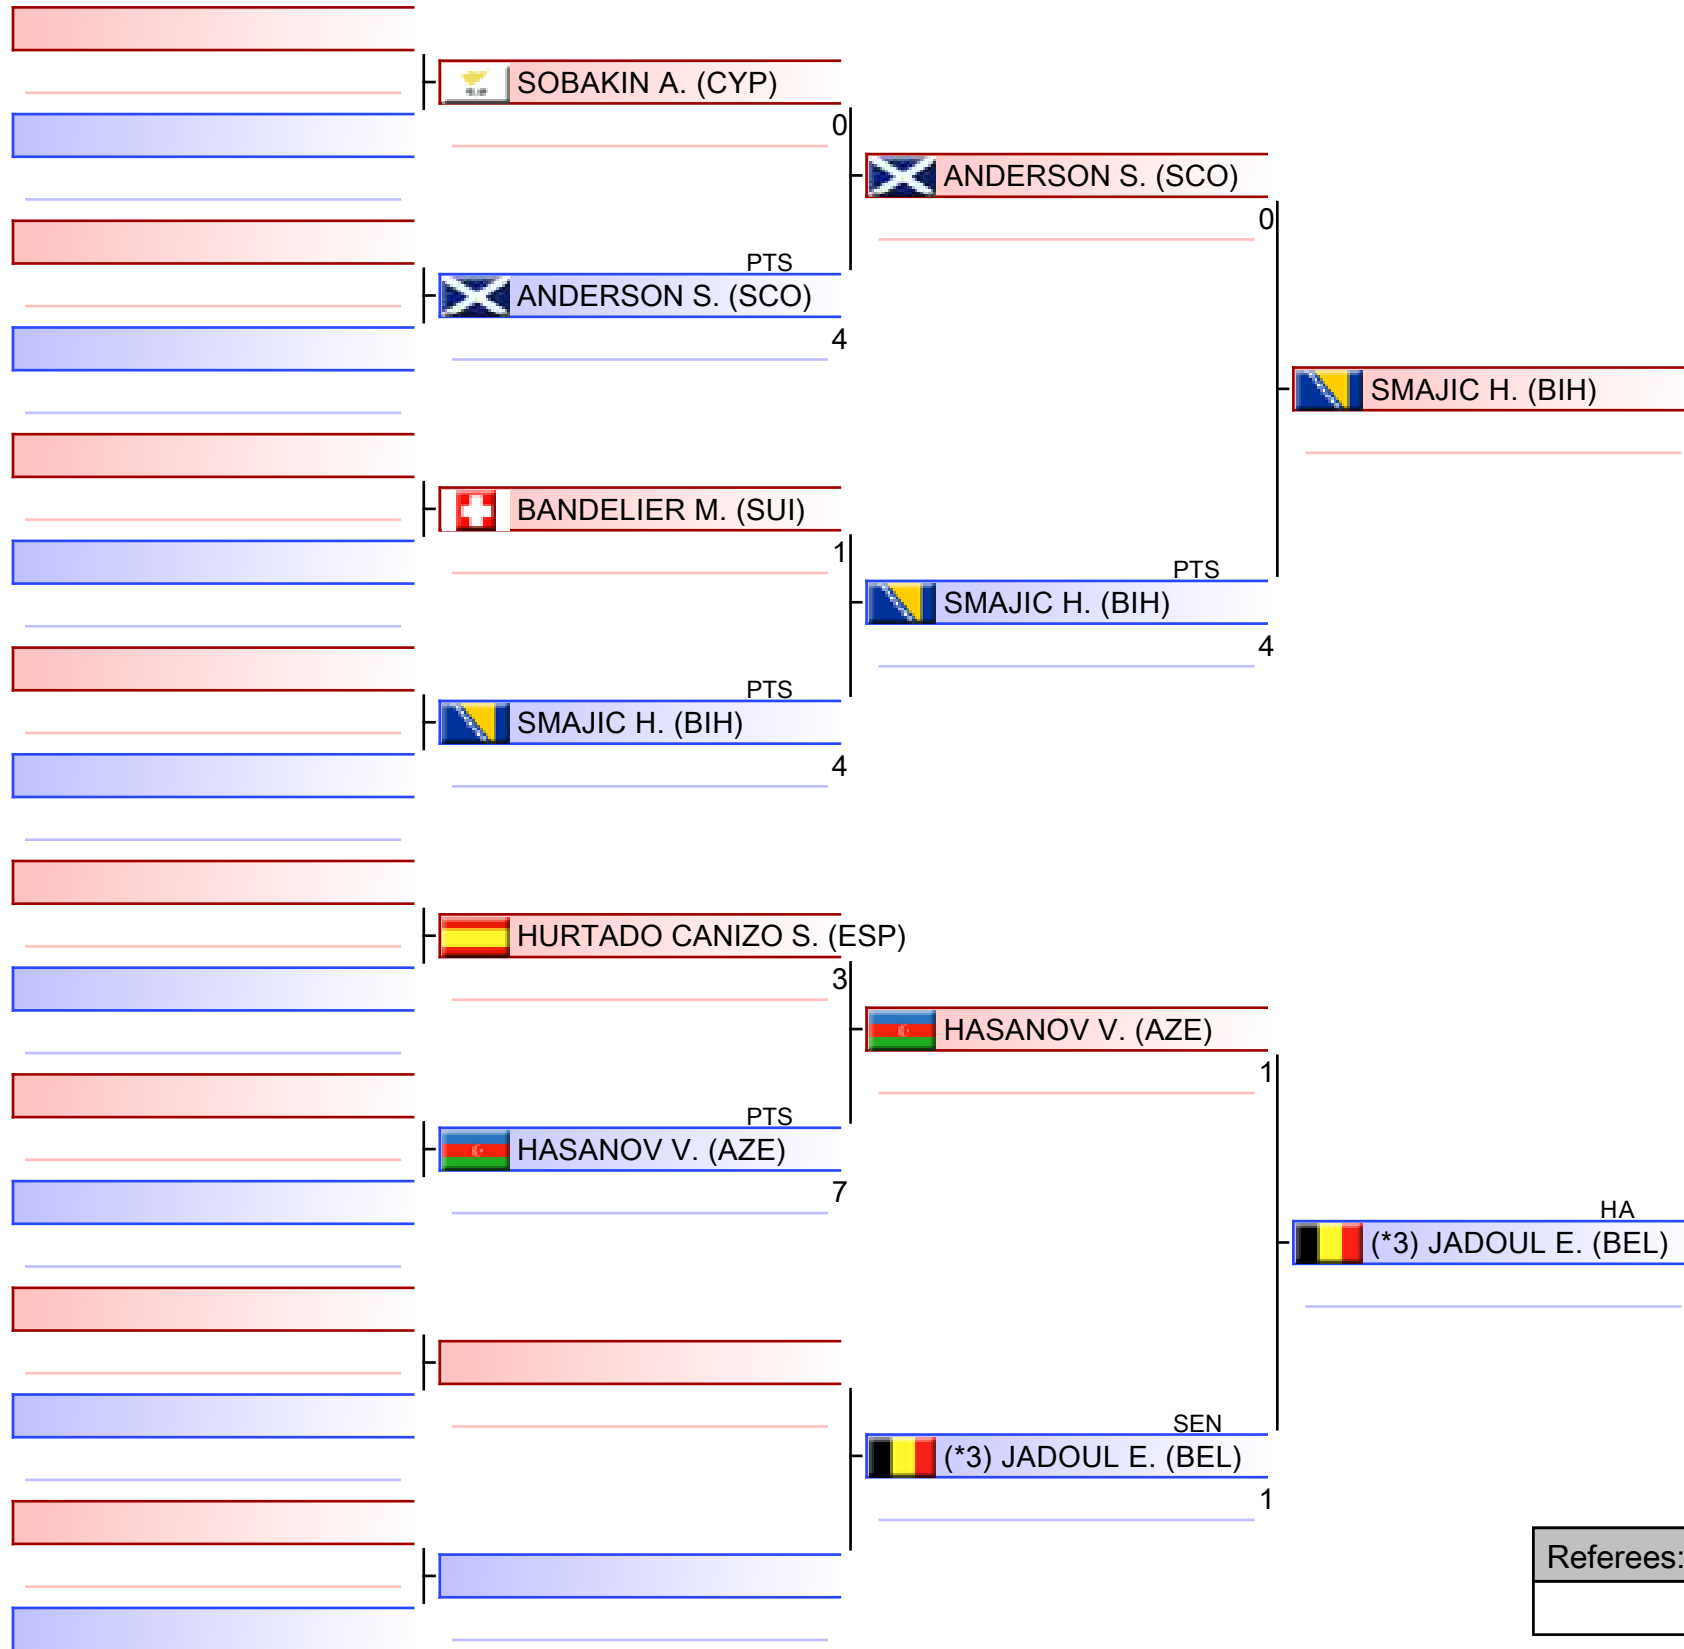 SOBAKIN A. (CYP)
0
ANDERSON S. (SCO)
0
PTS
ANDERSON S. (SCO)
4
SMAJIC H. (BIH)
BANDELIER M. (SUI)
1
PTS
SMAJIC H. (BIH)
4
PTS
SMAJIC H. (BIH)
4
HURTADO CANIZO S. (ESP)
3
HASANOV V. (AZE)
1
PTS
HASANOV V. (AZE)
7
HA
(*3) JADOUL E. (BEL)
SEN
(*3) JADOUL E. (BEL)
1
Referees: